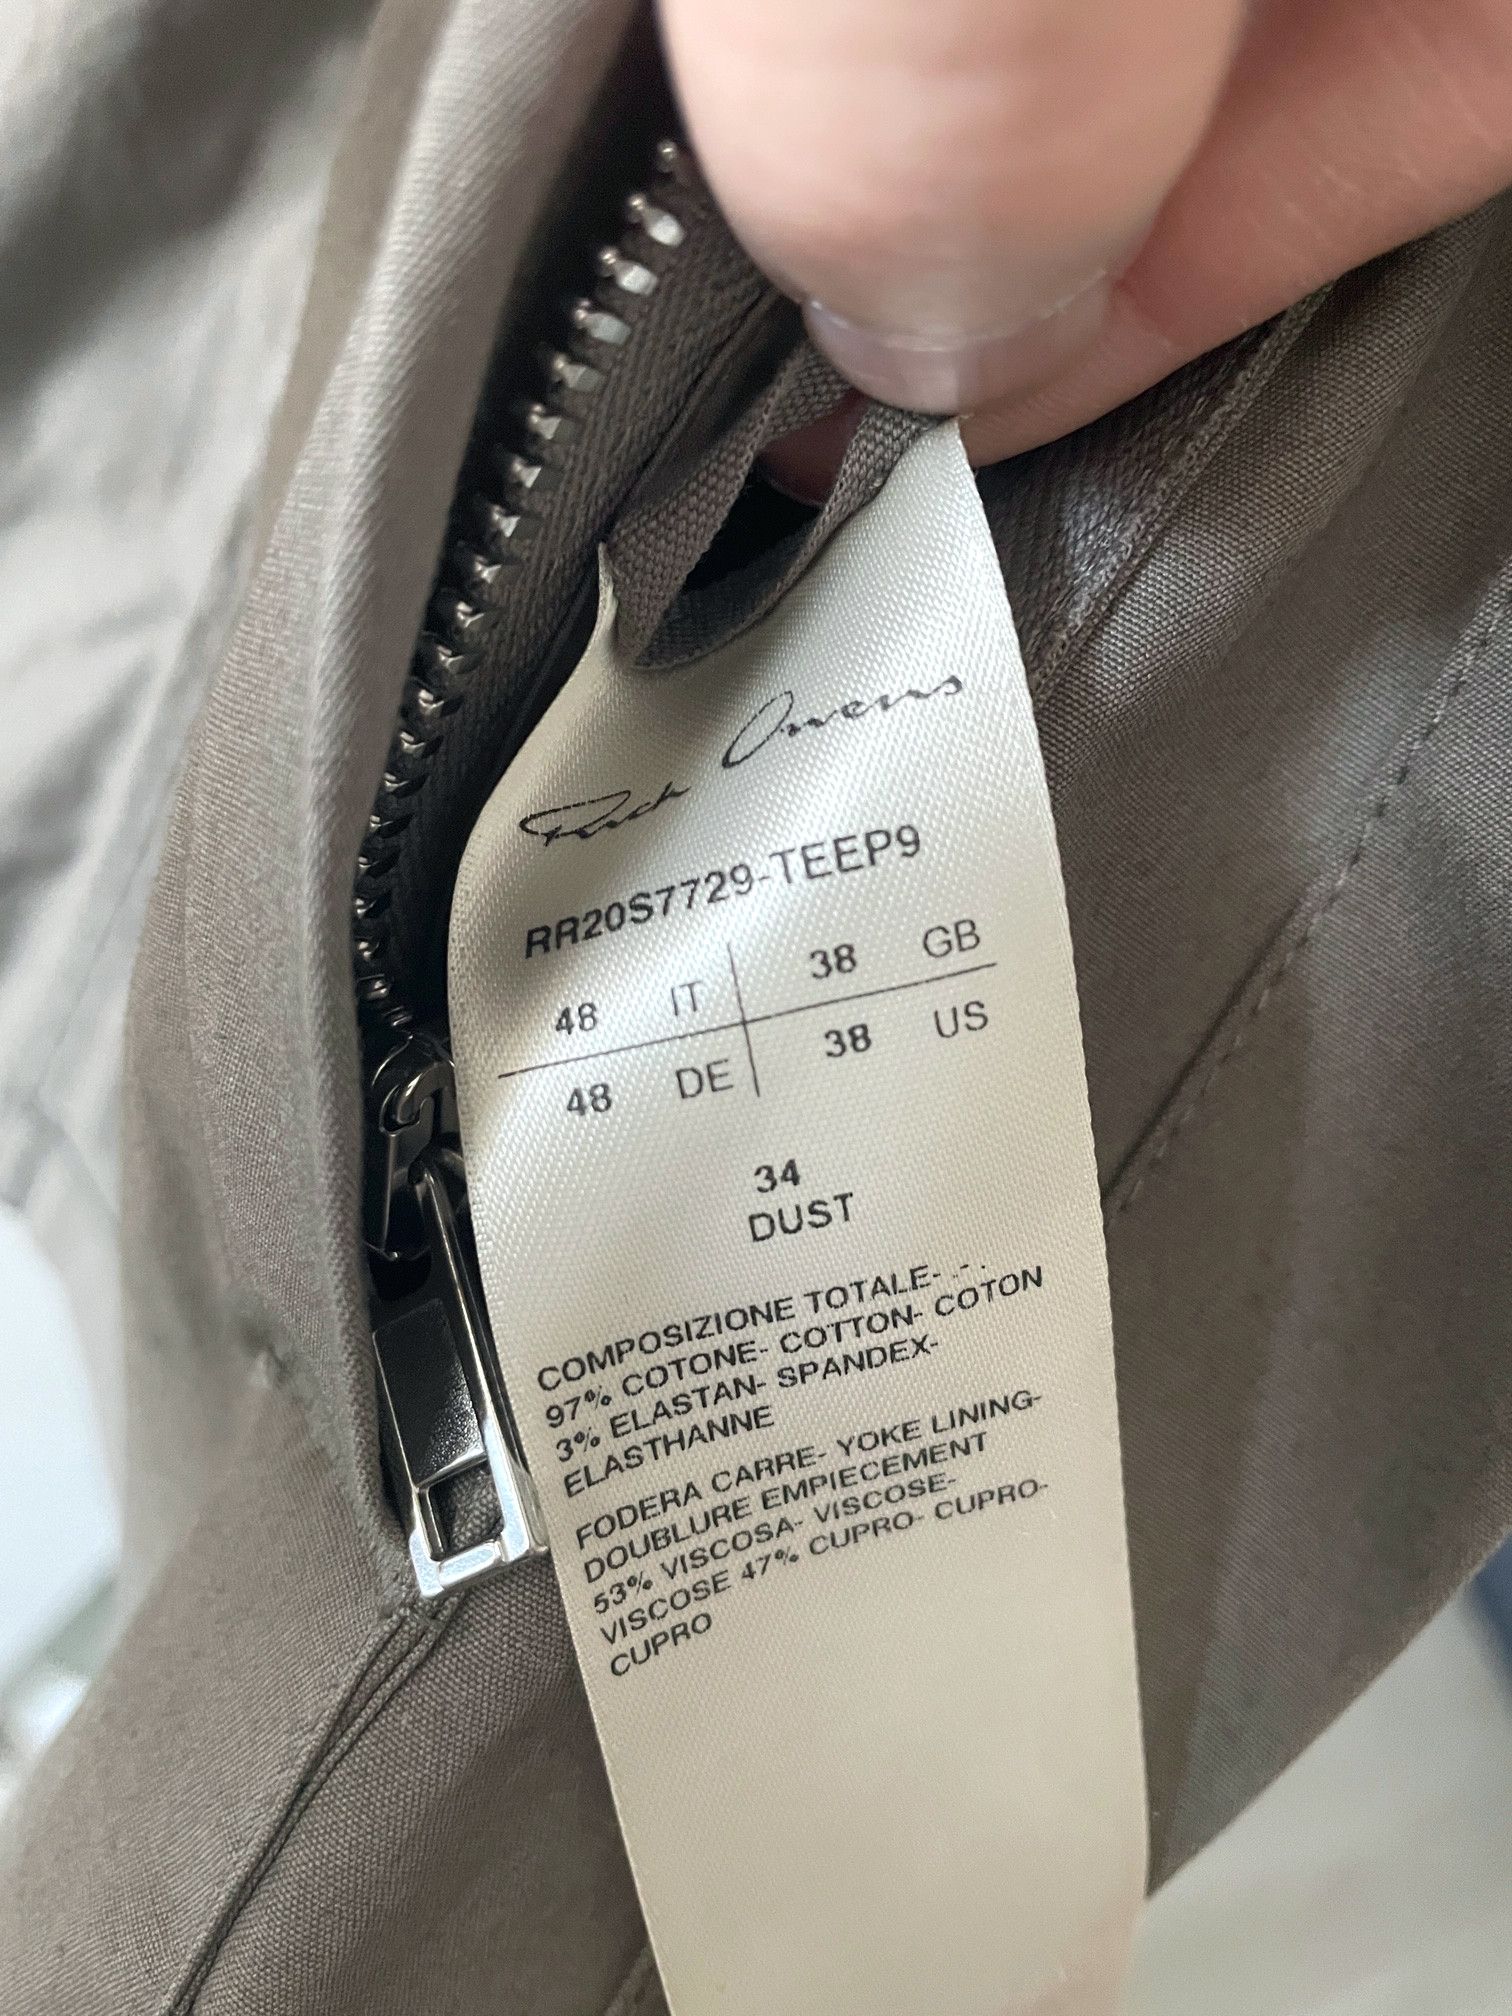 Rick Owens
RR20S7729-TEEP9
48 IT 38 GB
48 DE 38 US
34
DUST
COMPOSIZIONE TOTALE- .-.
97% COTONE- COTTON- COTON
3% ELASTAN- SPANDEX-
ELASTHANNE
FODERA CARRE- YOKE LINING-
DOUBLURE EMPIECEMENT
53% VISCOSA- VISCOSE-
VISCOSE 47% CUPRO- CUPRO-
CUPRO